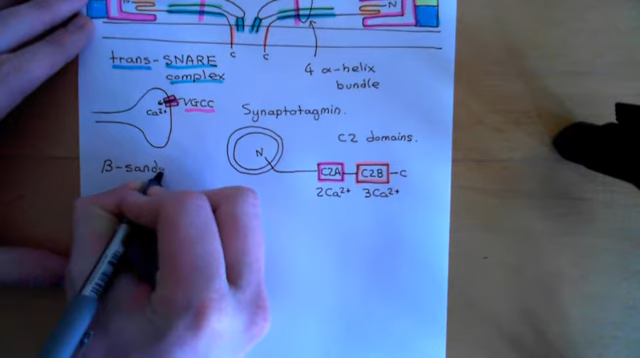 N
N
c
c
trans-SNARE
complex
4 α-helix
bundle
VGCC
Ca²⁺
Synaptotagmin.
C2 domains.
N
C2A
C2B
-C
2Ca²⁺
3Ca²⁺
β-sand